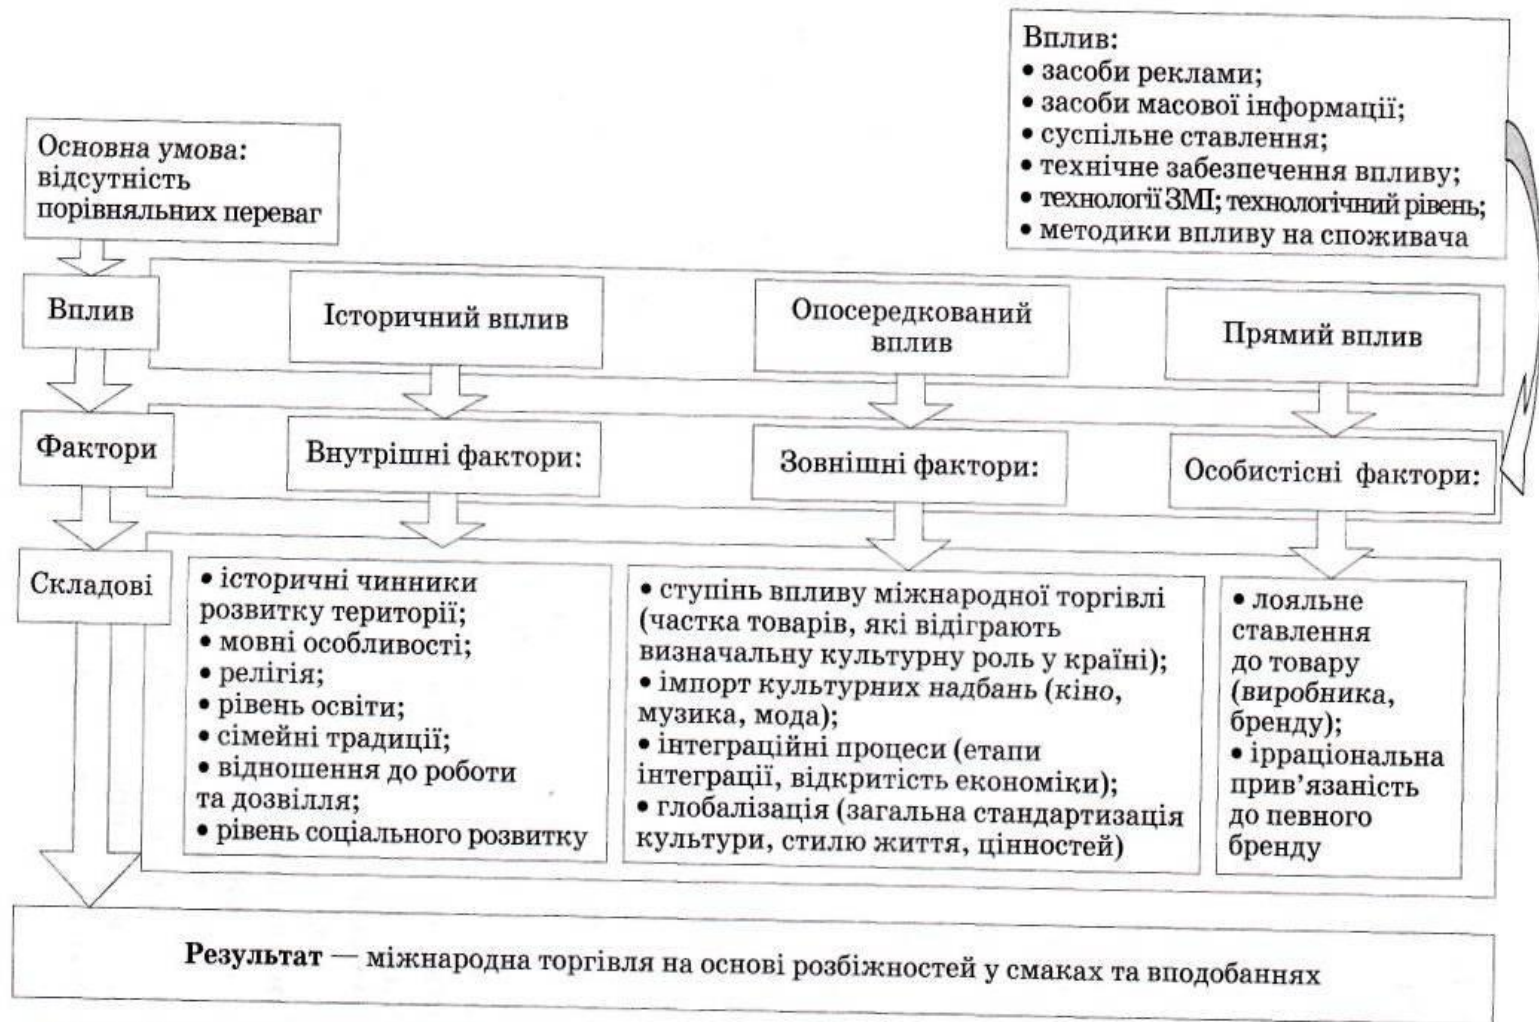 Вплив:
• засоби реклами;
• засоби масової інформації;
• суспільне ставлення;
• технічне забезпечення впливу;
• технології ЗМІ; технологічний рівень;
• методики впливу на споживача
Основна умова:
відсутність
порівняльних переваг
Вплив
Історичний вплив
Опосередкований
вплив
Прямий вплив
Фактори
Внутрішні фактори:
Зовнішні фактори:
Особистісні фактори:
Складові
• історичні чинники
розвитку території;
• мовні особливості;
• релігія;
• рівень освіти;
• сімейні традиції;
• відношення до роботи
та дозвілля;
• рівень соціального розвитку
• ступінь впливу міжнародної торгівлі
(частка товарів, які відіграють
визначальну культурну роль у країні);
• імпорт культурних надбань (кіно,
музика, мода);
• інтеграційні процеси (етапи
інтеграції, відкритість економіки);
• глобалізація (загальна стандартизація
культури, стилю життя, цінностей)
• лояльне
ставлення
до товару
(виробника,
бренду);
• ірраціональна
прив’язаність
до певного
бренду
Результат — міжнародна торгівля на основі розбіжностей у смаках та вподобаннях